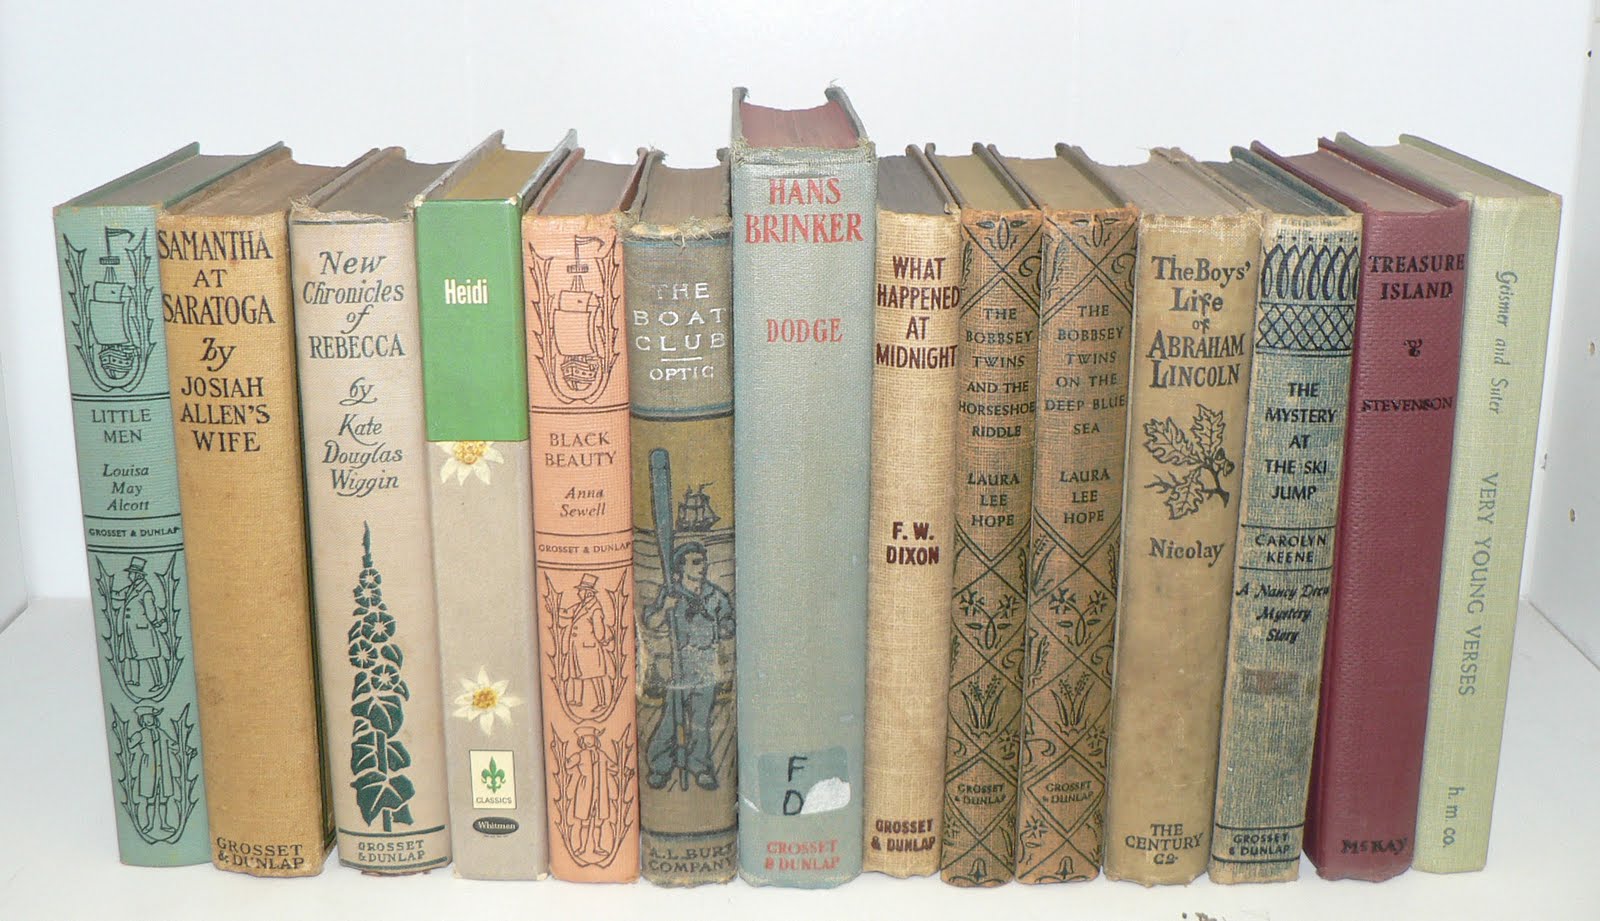 LITTLE
MEN
Louisa
May
Alcott
GROSSET & DUNLAP
SAMANTHA
AT
SARATOGA
by
JOSIAH
ALLEN'S
WIFE
GROSSET
& DUNLAP
New
Chronicles
of
REBECCA
by
Kate
Douglas
Wiggin
GROSSET
& DUNLAP
Heidi
CLASSICS
Whitman
BLACK
BEAUTY
Anna
Sewell
GROSSET & DUNLAP
THE
BOAT
CLUB
OPTIC
A.L. BURT
COMPANY
HANS
BRINKER
DODGE
F
D
GROSSET
& DUNLAP
WHAT
HAPPENED
AT
MIDNIGHT
F. W.
DIXON
GROSSET
& DUNLAP
THE
BOBBSEY
TWINS
AND THE
HORSESHOE
RIDDLE
LAURA
LEE
HOPE
GROSSET
& DUNLAP
THE
BOBBSEY
TWINS
ON THE
DEEP BLUE
SEA
LAURA
LEE
HOPE
GROSSET
& DUNLAP
The Boys'
Life
of
ABRAHAM
LINCOLN
Nicolay
THE
CENTURY
Co
THE
MYSTERY
AT
THE SKI
JUMP
CAROLYN
KEENE
A Nancy Drew
Mystery
Story
GROSSET
& DUNLAP
TREASURE
ISLAND
STEVENSON
McKAY
Geismer and Suter VERY YOUNG VERSES h. m. co.